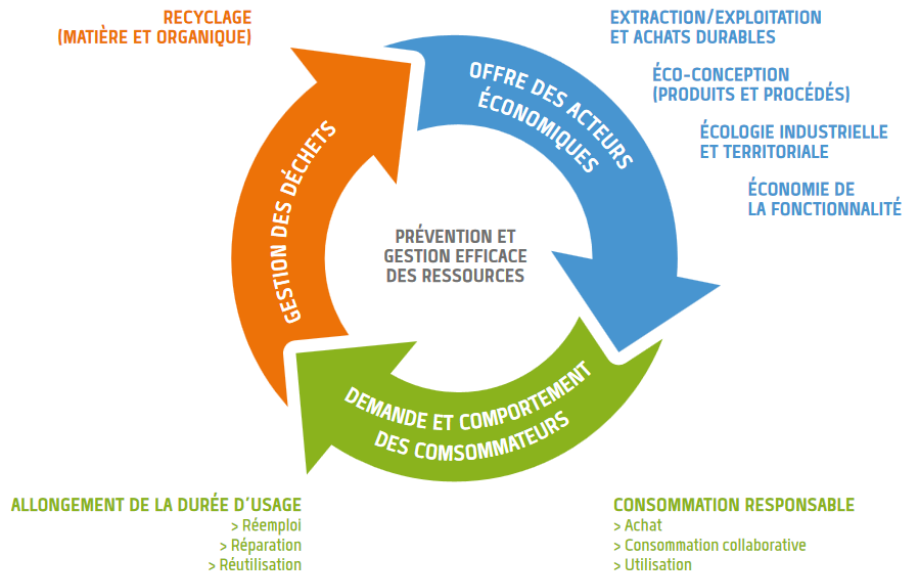 RECYCLAGE
(MATIÈRE ET ORGANIQUE)
EXTRACTION/EXPLOITATION
ET ACHATS DURABLES
ÉCO-CONCEPTION
(PRODUITS ET PROCÉDÉS)
ÉCOLOGIE INDUSTRIELLE
ET TERRITORIALE
ÉCONOMIE DE
LA FONCTIONNALITÉ
OFFRE DES ACTEURS
ÉCONOMIQUES
GESTION DES DÉCHETS
PRÉVENTION ET
GESTION EFFICACE
DES RESSOURCES
DEMANDE ET COMPORTEMENT
DES COMSOMMATEURS
ALLONGEMENT DE LA DURÉE D'USAGE
> Réemploi
> Réparation
> Réutilisation
CONSOMMATION RESPONSABLE
> Achat
> Consommation collaborative
> Utilisation